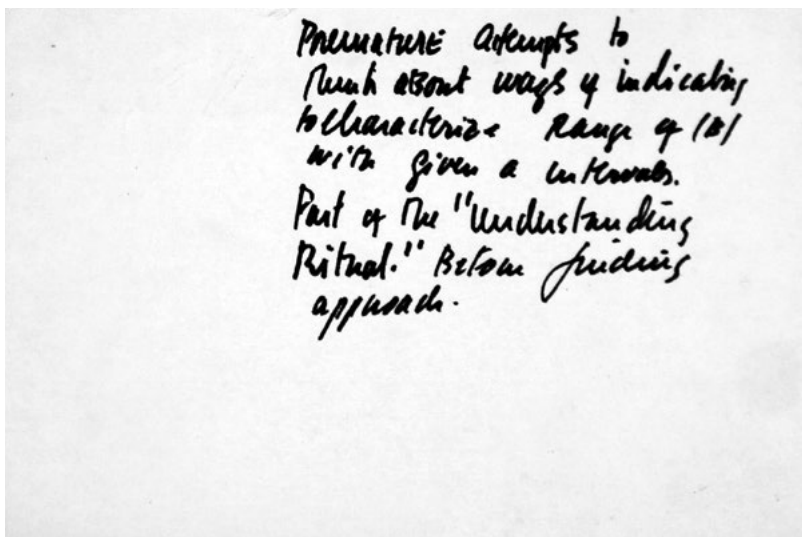 Premature attempts to
think about ways of indicating
to characterize range of |B|
with given a intervals.
Part of the "Understanding
Ritual." Before finding
approach.